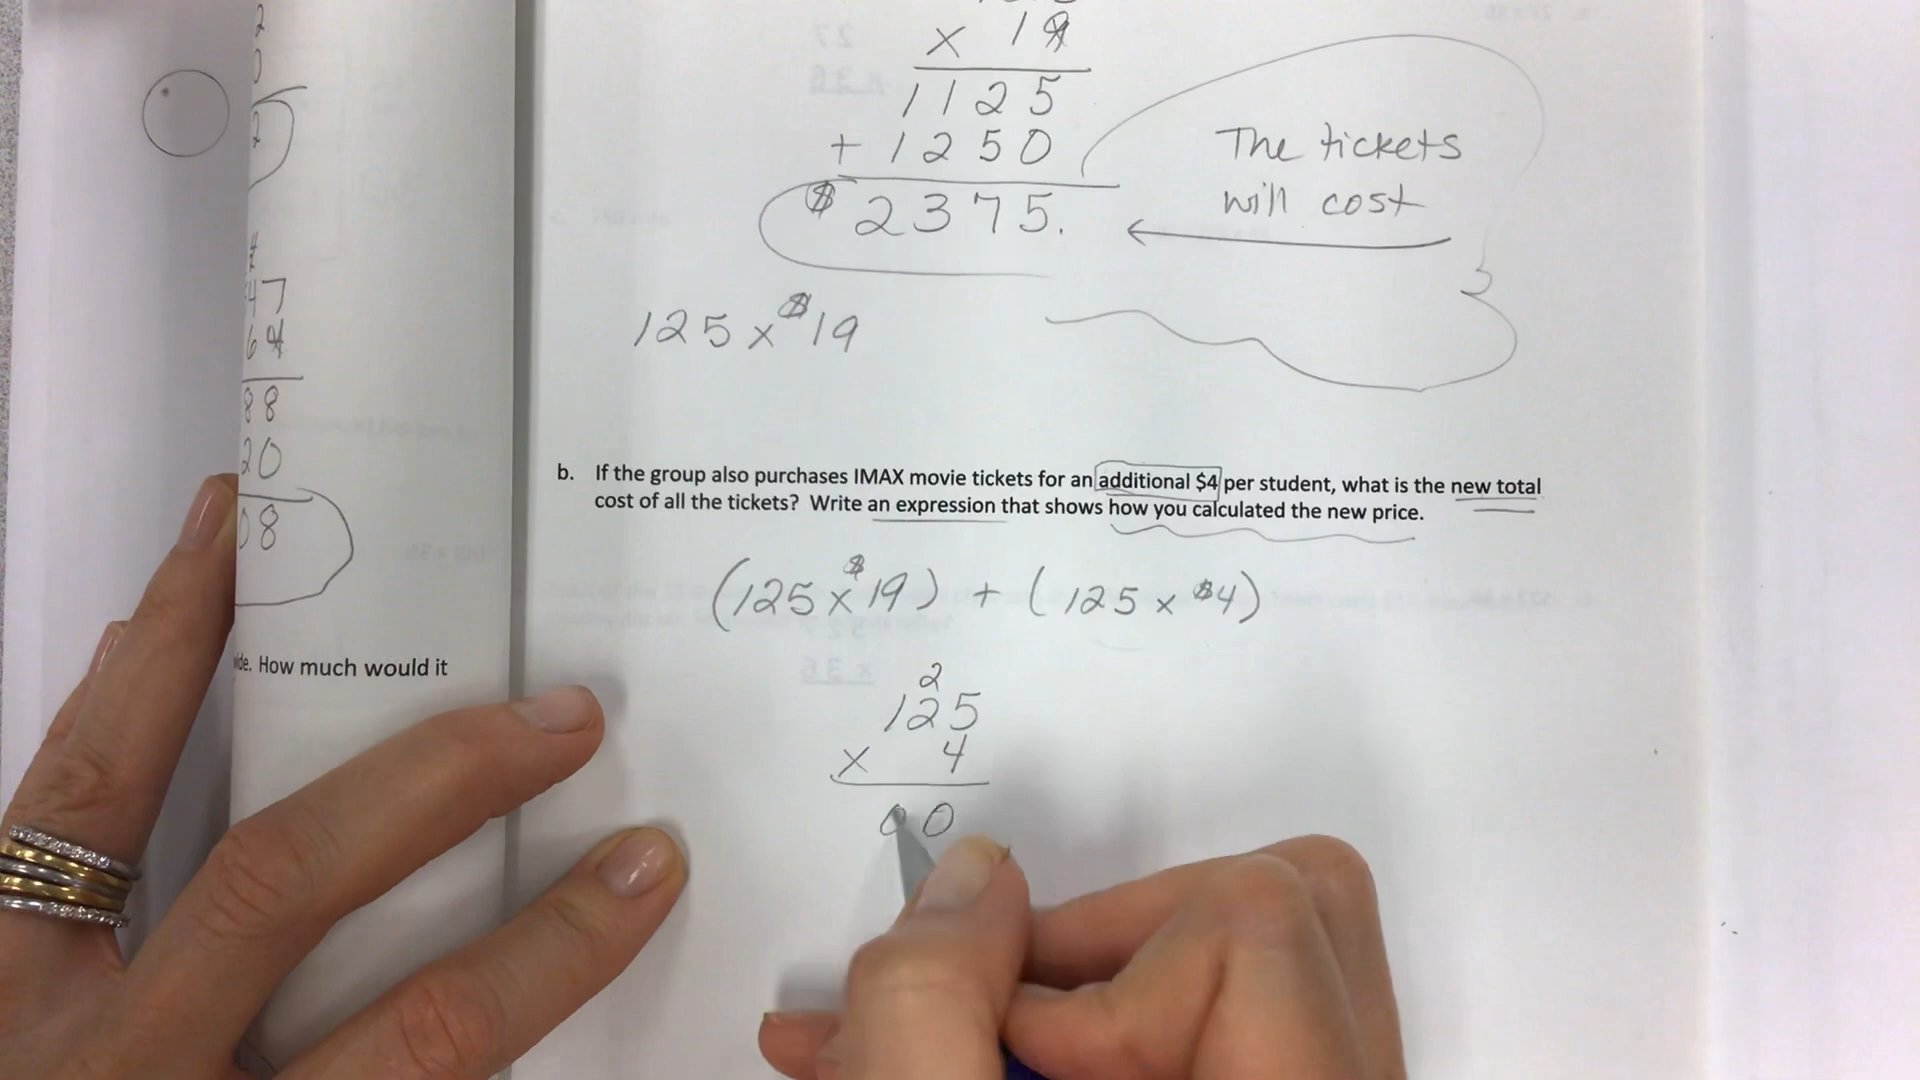 2
0
2
47
64
88
20
08
ide. How much would it
x 19
1125
+ 1250
$2375.
The tickets
will cost
125 x $19
b. If the group also purchases IMAX movie tickets for an additional $4 per student, what is the new total
cost of all the tickets? Write an expression that shows how you calculated the new price.
(125 x $19) + (125 x $4)
2
125
x 4
00